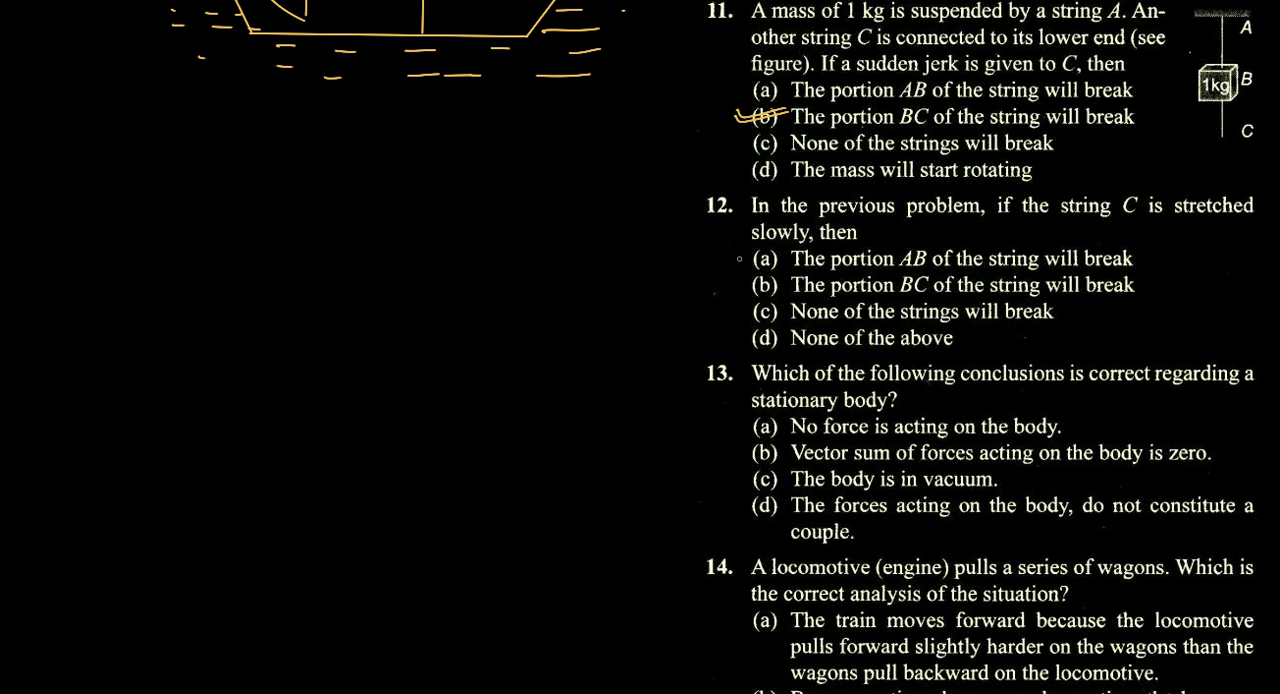 11. A mass of 1 kg is suspended by a string A. An-
other string C is connected to its lower end (see
figure). If a sudden jerk is given to C, then
(a) The portion AB of the string will break
(b) The portion BC of the string will break
(c) None of the strings will break
(d) The mass will start rotating
A
1kg
B
C
12. In the previous problem, if the string C is stretched
slowly, then
(a) The portion AB of the string will break
(b) The portion BC of the string will break
(c) None of the strings will break
(d) None of the above
13. Which of the following conclusions is correct regarding a
stationary body?
(a) No force is acting on the body.
(b) Vector sum of forces acting on the body is zero.
(c) The body is in vacuum.
(d) The forces acting on the body, do not constitute a
couple.
14. A locomotive (engine) pulls a series of wagons. Which is
the correct analysis of the situation?
(a) The train moves forward because the locomotive
pulls forward slightly harder on the wagons than the
wagons pull backward on the locomotive.